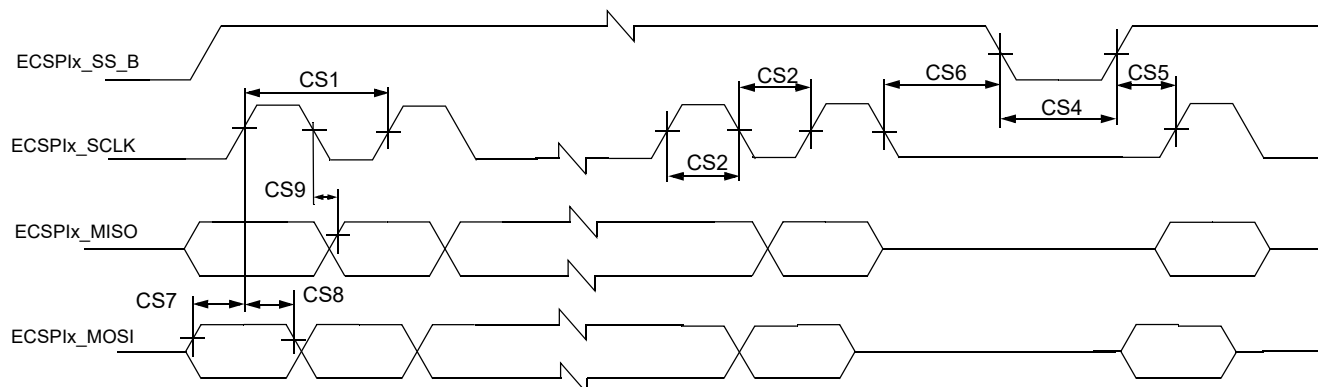 ECSPIx_SS_B
CS1
CS2
CS6
CS5
CS4
ECSPIx_SCLK
CS2
CS9
ECSPIx_MISO
CS7
CS8
ECSPIx_MOSI